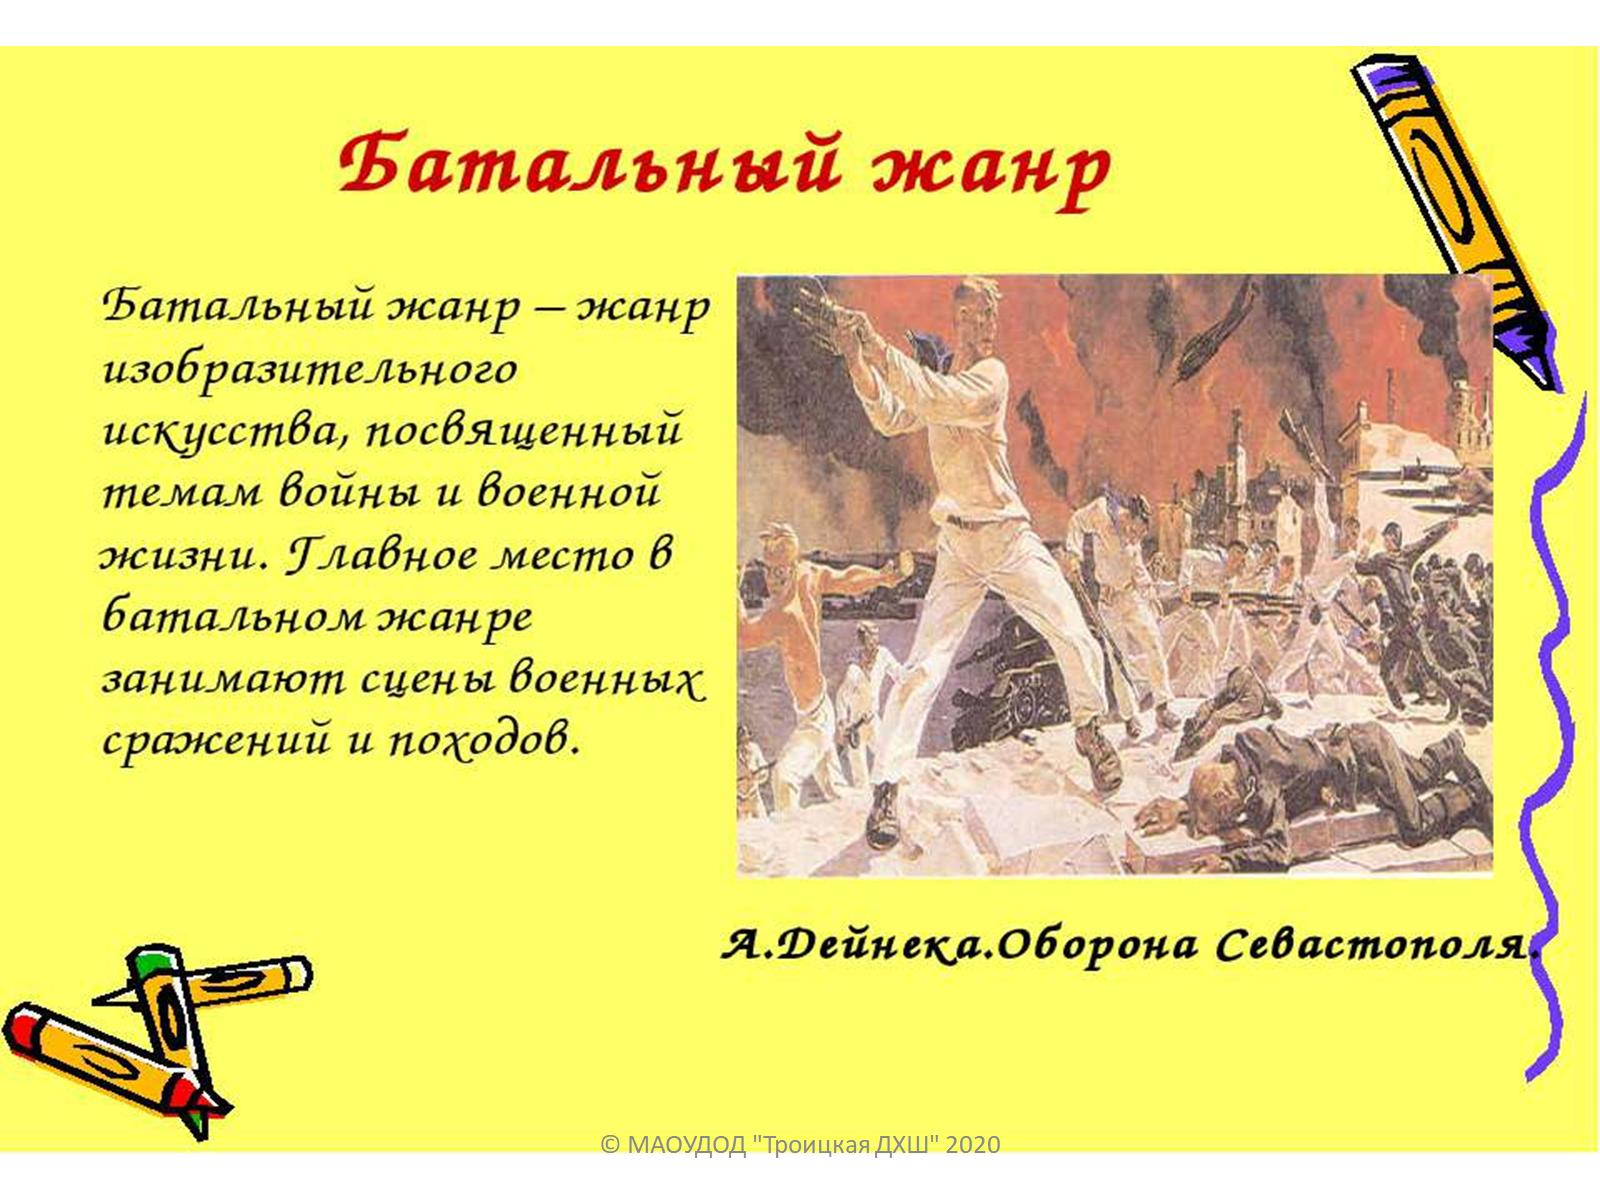 Батальный жанр
Батальный жанр – жанр
изобразительного
искусства, посвященный
темам войны и военной
жизни. Главное место в
батальном жанре
занимают сцены военных
сражений и походов.
А.Дейнека.Оборона Севастополя.
© МАОУДОД "Троицкая ДХШ" 2020